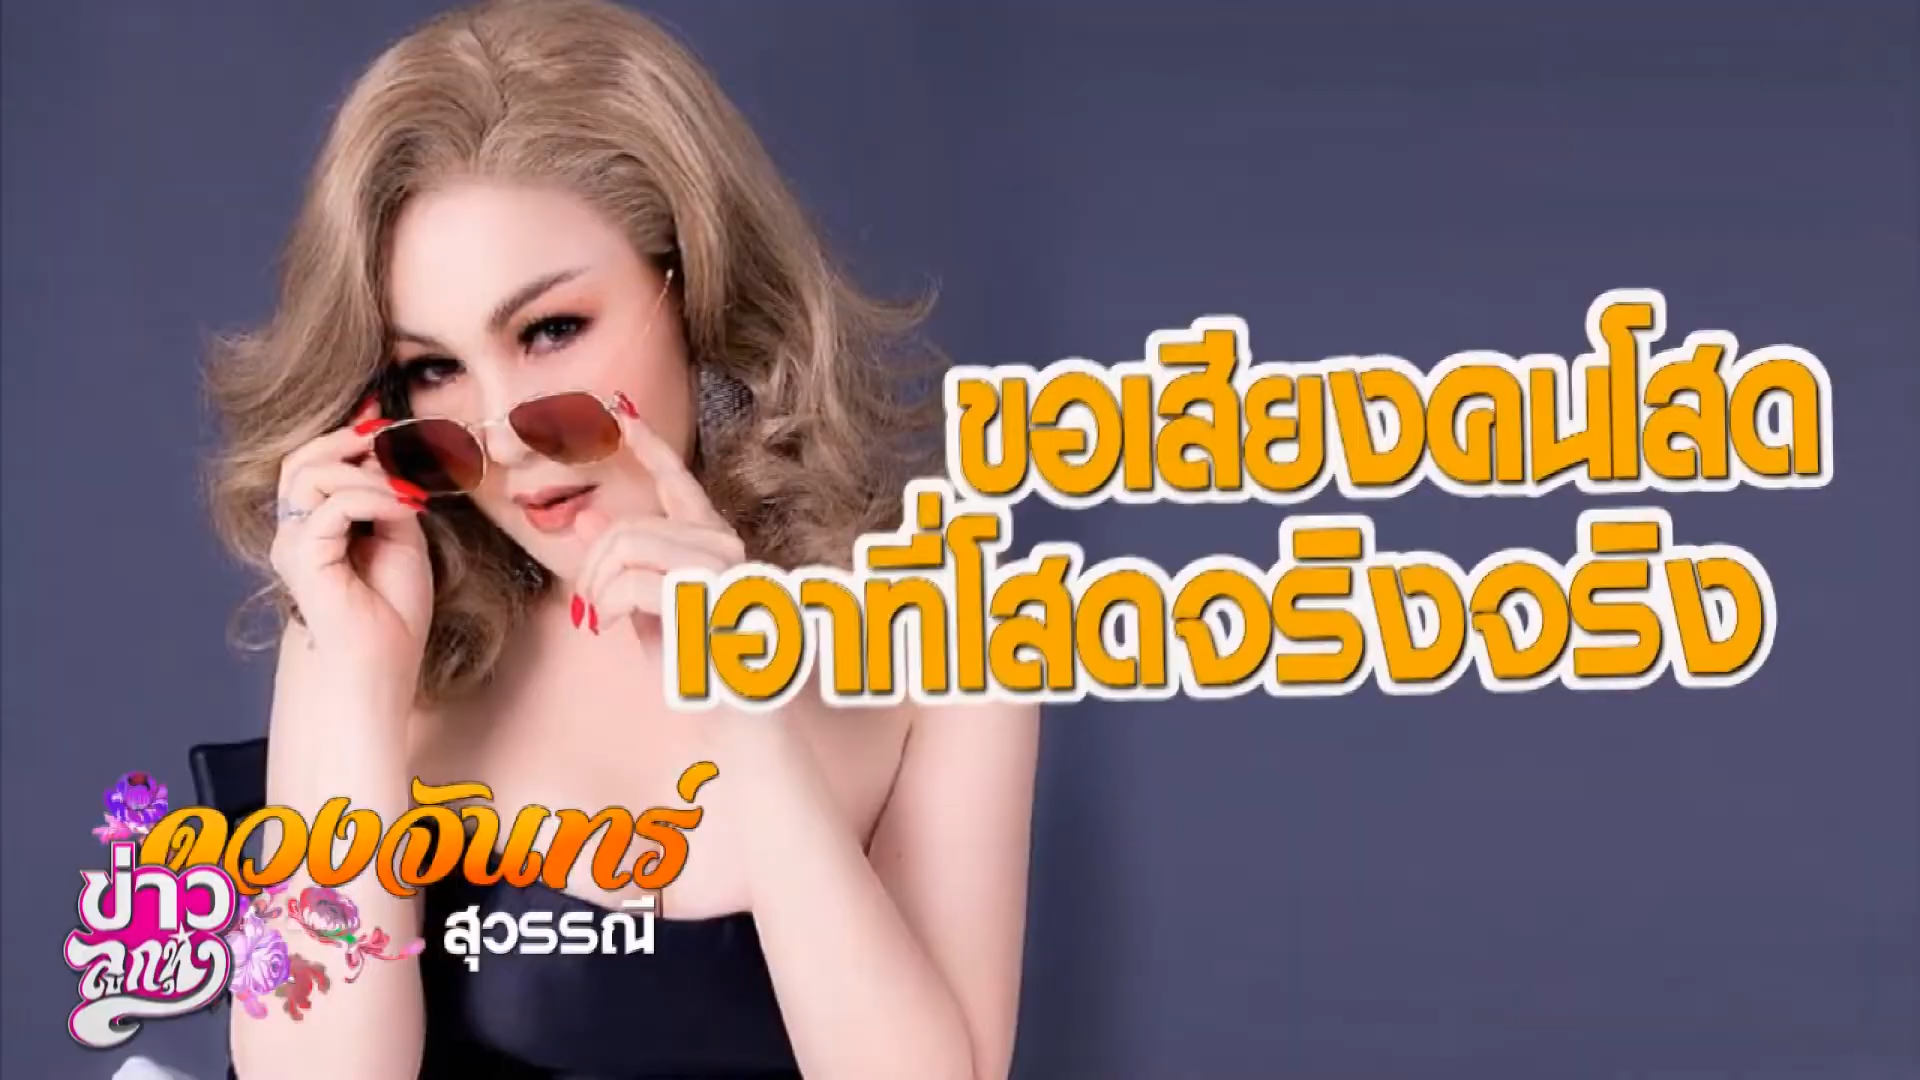 ขอเสียงคนโสด
เอาที่โสดจริงจริง
ดวงจันทร์
สุวรรณี
ข่าว
ลูกทุ่ง